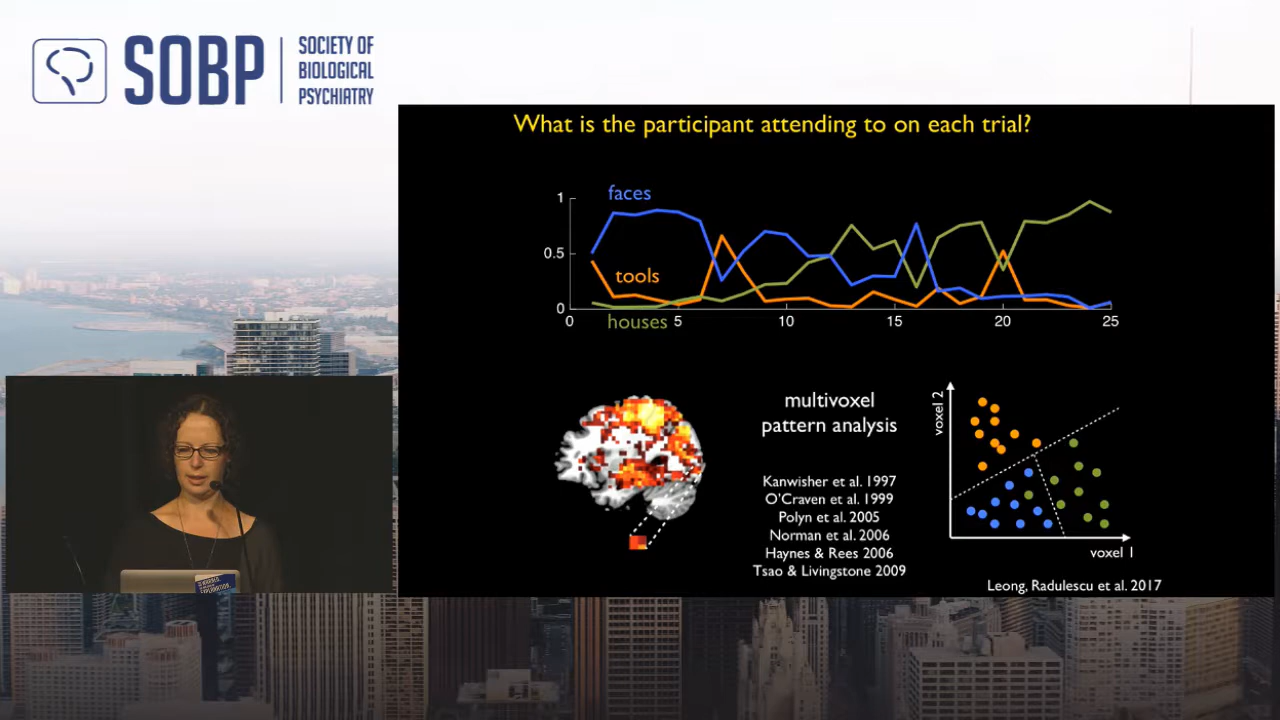 SOBP
SOCIETY OF
BIOLOGICAL
PSYCHIATRY
What is the participant attending to on each trial?
1
0.5
0
faces
tools
houses
0 5 10 15 20 25
multivoxel
pattern analysis
Kanwisher et al. 1997
O'Craven et al. 1999
Polyn et al. 2005
Norman et al. 2006
Haynes & Rees 2006
Tsao & Livingstone 2009
voxel 2
voxel 1
Leong, Radulescu et al. 2017